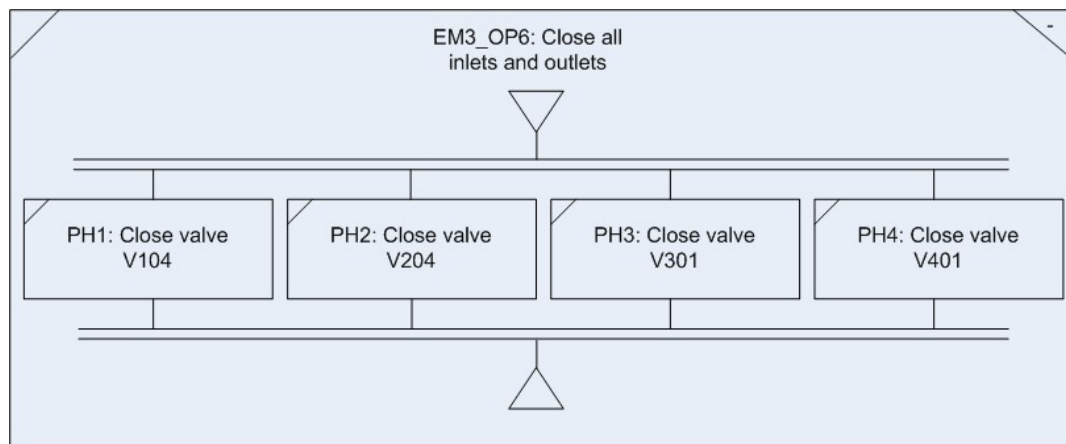 -
EM3_OP6: Close all
inlets and outlets
PH1: Close valve
V104
PH2: Close valve
V204
PH3: Close valve
V301
PH4: Close valve
V401